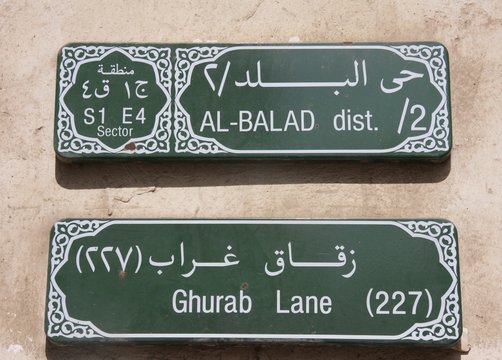 منطقة
ج١ ق٤
S1 E4
Sector
حى البلد /٢
AL-BALAD dist. /2
زقاق غراب (٢٢٧)
Ghurab Lane (227)